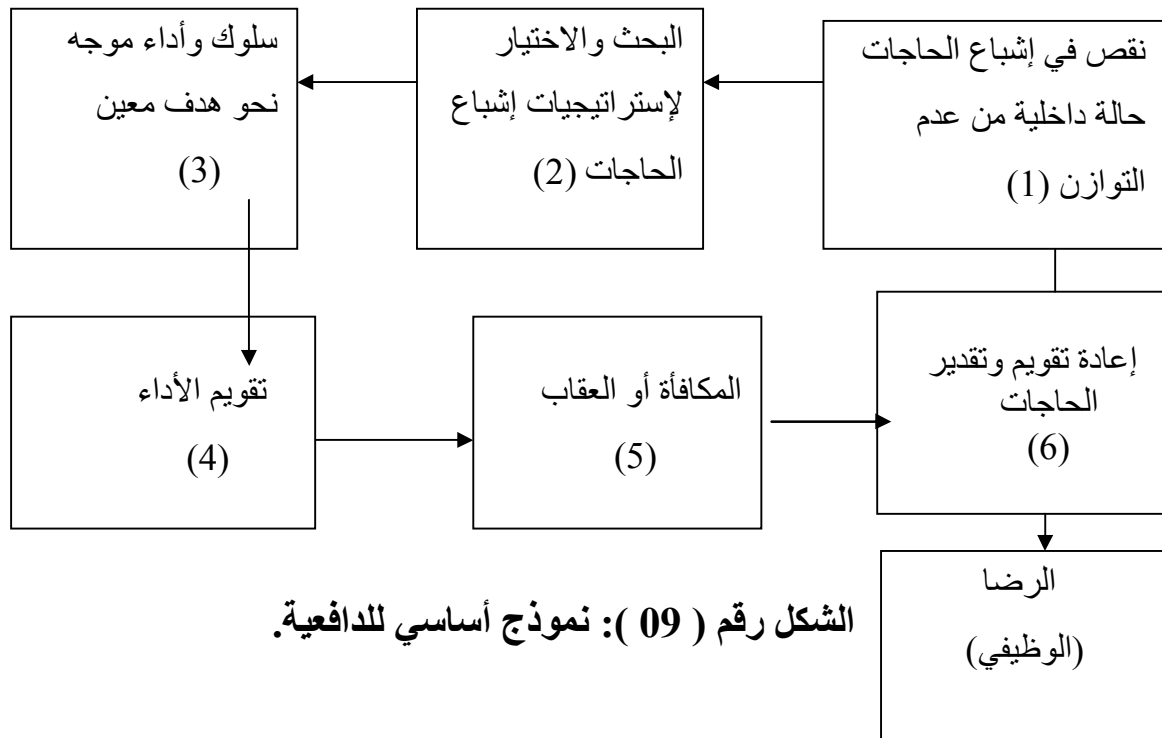 نقص في إشباع الحاجات
حالة داخلية من عدم
التوازن (1)
البحث والاختيار
لإستراتيجيات إشباع
الحاجات (2)
سلوك وأداء موجه
نحو هدف معين
(3)
تقويم الأداء
(4)
المكافأة أو العقاب
(5)
إعادة تقويم وتقدير
الحاجات
(6)
الرضا
(الوظيفي)
الشكل رقم ( 09 ): نموذج أساسي للدافعية.